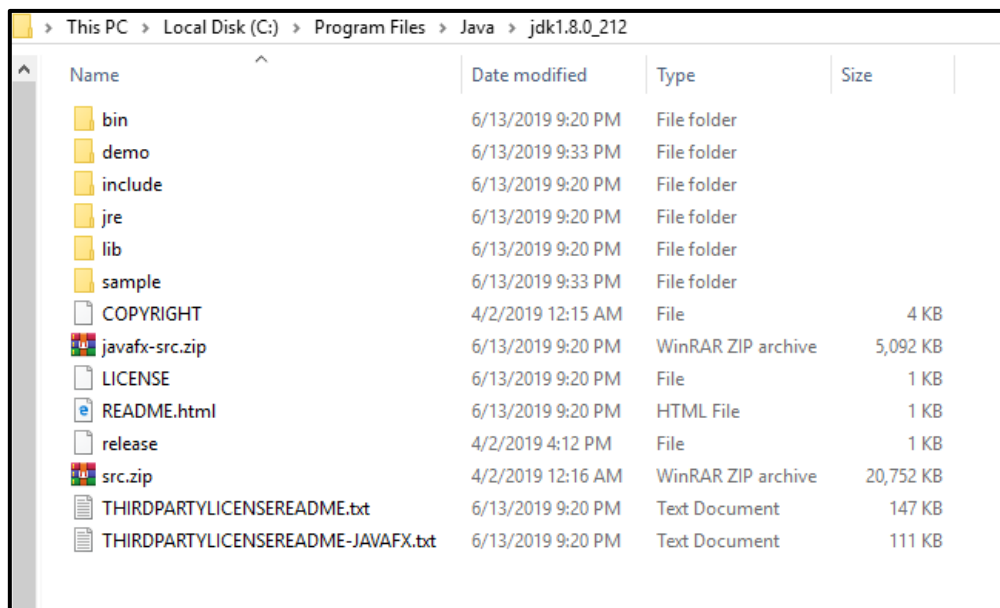 This PC > Local Disk (C:) > Program Files > Java > jdk1.8.0_212
Name Date modified Type Size
bin 6/13/2019 9:20 PM File folder
demo 6/13/2019 9:33 PM File folder
include 6/13/2019 9:20 PM File folder
jre 6/13/2019 9:20 PM File folder
lib 6/13/2019 9:20 PM File folder
sample 6/13/2019 9:33 PM File folder
COPYRIGHT 4/2/2019 12:15 AM File 4 KB
javafx-src.zip 6/13/2019 9:20 PM WinRAR ZIP archive 5,092 KB
LICENSE 6/13/2019 9:20 PM File 1 KB
README.html 6/13/2019 9:20 PM HTML File 1 KB
release 4/2/2019 4:12 PM File 1 KB
src.zip 4/2/2019 12:16 AM WinRAR ZIP archive 20,752 KB
THIRDPARTYLICENSEREADME.txt 6/13/2019 9:20 PM Text Document 147 KB
THIRDPARTYLICENSEREADME-JAVAFX.txt 6/13/2019 9:20 PM Text Document 111 KB